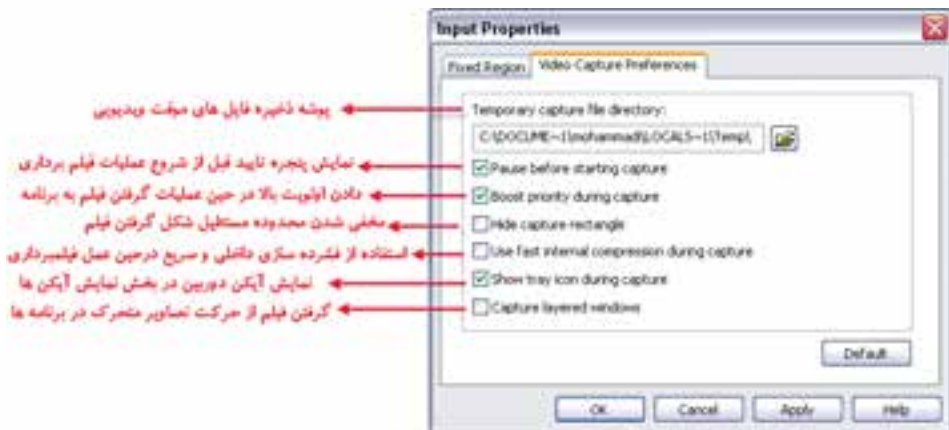 Input Properties
Fixed Region
Video Capture Preferences
Temporary capture file directory:
پوشه ذخیره فایل های موقت ویدیویی
C:\DOCUME~1\mohammadi\LOCALS~1\Temp\
Pause before starting capture
نمایش پنجره تایید قبل از شروع عملیات فیلم برداری
Boost priority during capture
دادن اولویت بالا در حین عملیات گرفتن فیلم به برنامه
Hide capture rectangle
مخفی شدن محدوده مستطیل شکل گرفتن فیلم
Use fast internal compression during capture
استفاده از فشرده سازی داخلی و سریع درحین عمل فیلمبرداری
Show tray icon during capture
نمایش آیکن دوربین در بخش نمایش آیکن ها
Capture layered windows
گرفتن فیلم از حرکت تصاویر متحرک در برنامه ها
Default
OK
Cancel
Apply
Help